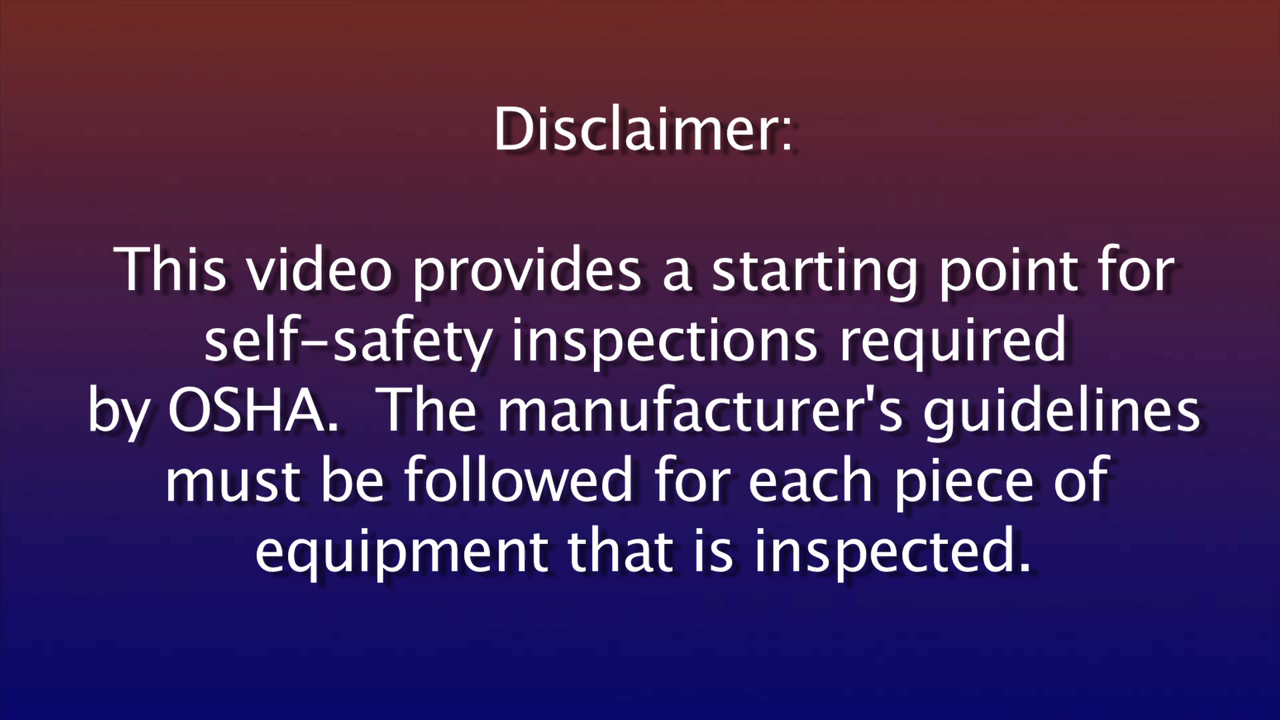 Disclaimer:
This video provides a starting point for
self-safety inspections required
by OSHA.  The manufacturer's guidelines
must be followed for each piece of
equipment that is inspected.